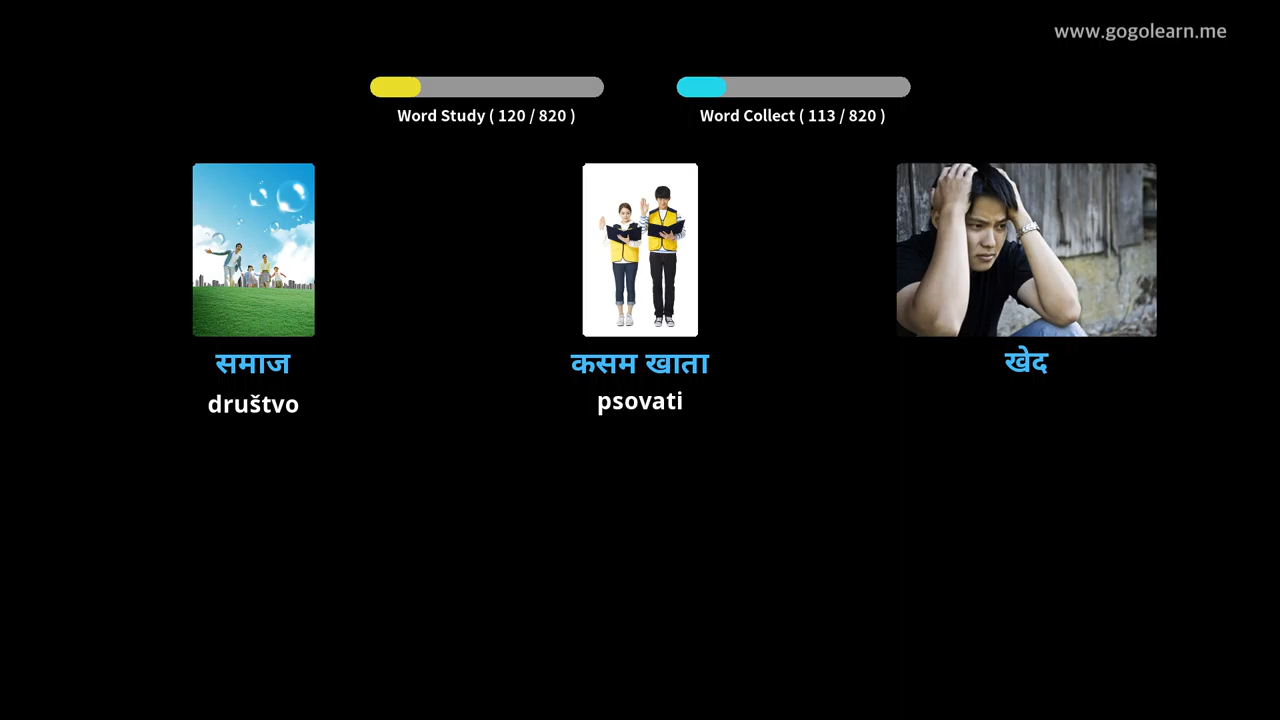 www.gogolearn.me
Word Study ( 120 / 820 )
Word Collect ( 113 / 820 )
समाज
कसम खाता
खेद
društvo
psovati